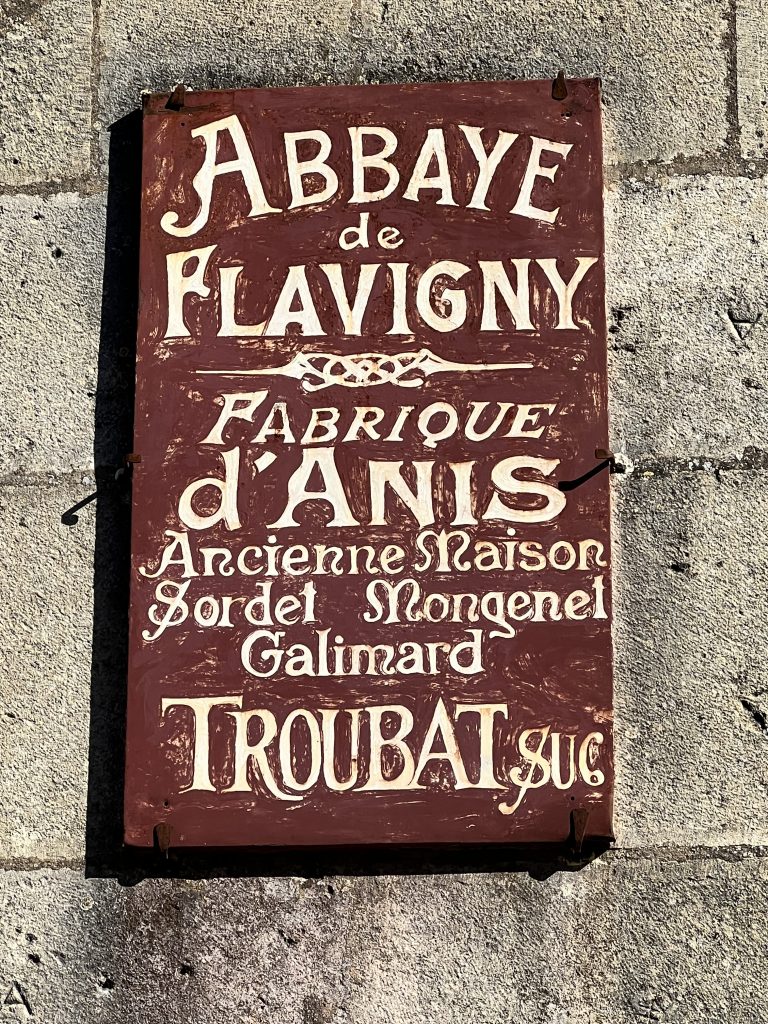 ABBAYE
de
FLAVIGNY
FABRIQUE
d'ANIS
Ancienne Maison
Sordet Mongenet
Galimard
TROUBAT SUC